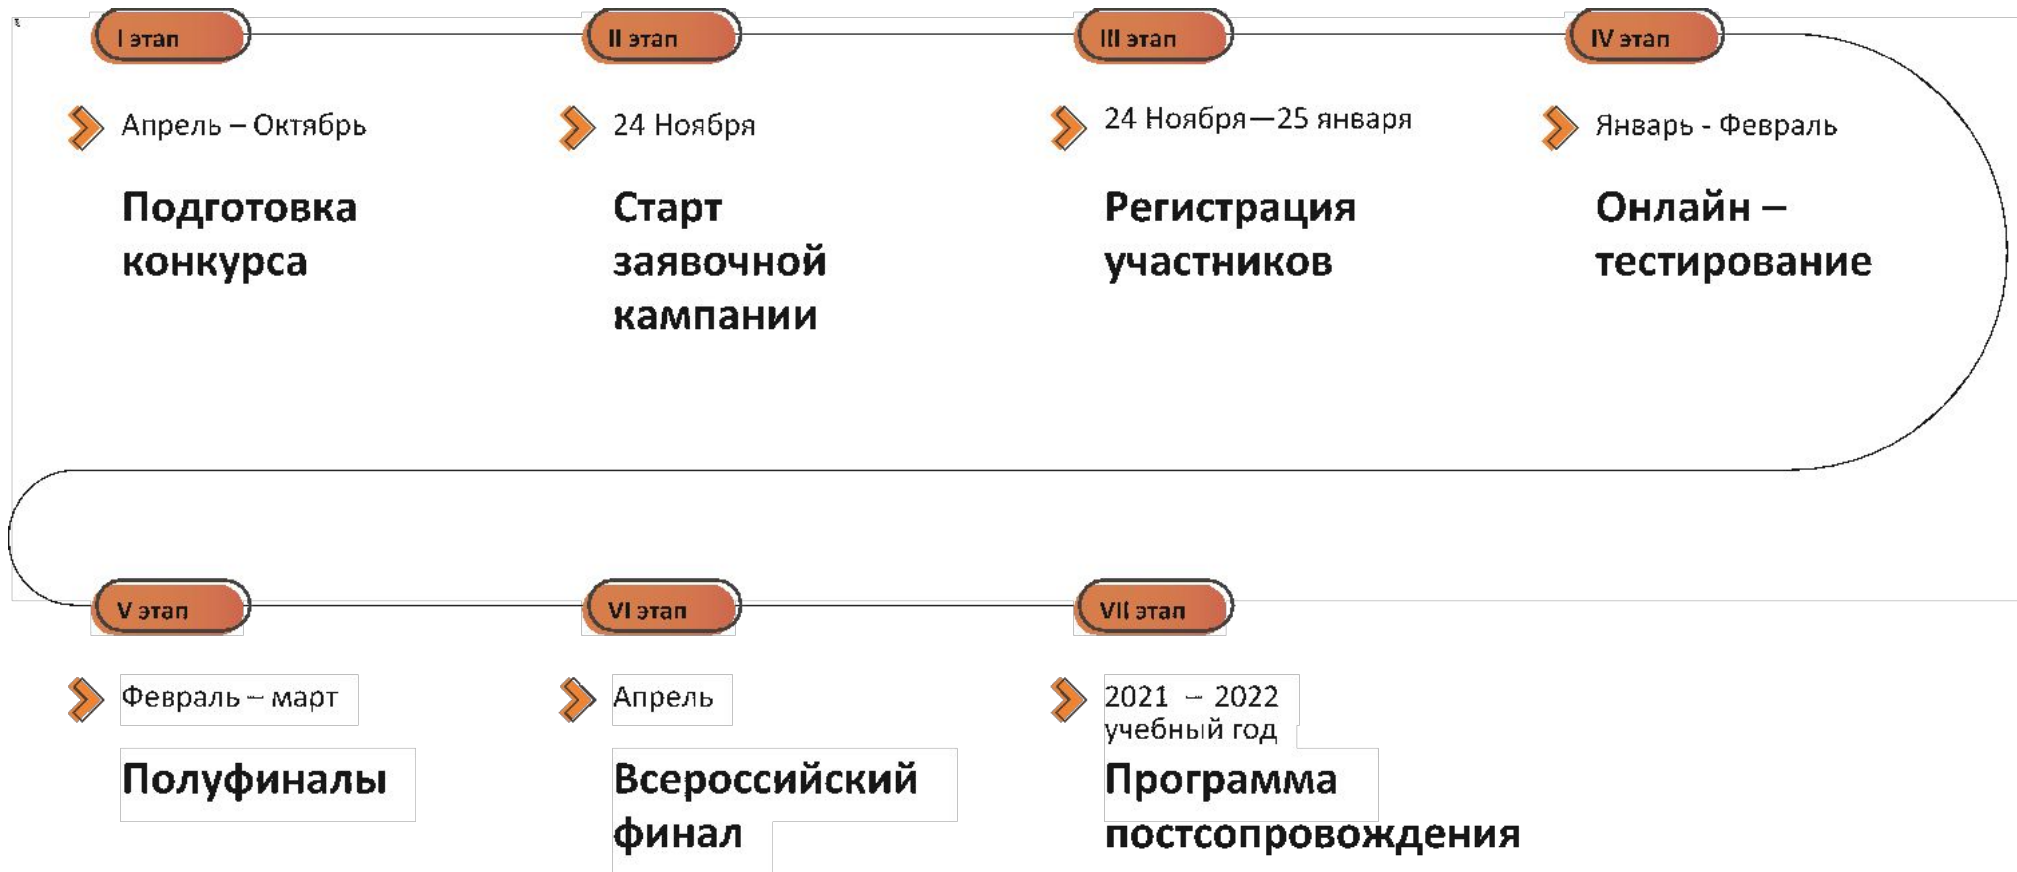 I этап
II этап
III этап
IV этап
Апрель – Октябрь
24 Ноября
24 Ноября—25 января
Январь - Февраль
Подготовка
конкурса
Старт
заявочной
кампании
Регистрация
участников
Онлайн –
тестирование
V этап
VI этап
VII этап
Февраль – март
Апрель
2021 – 2022
учебный год
Полуфиналы
Всероссийский
финал
Программа
постсопровождения